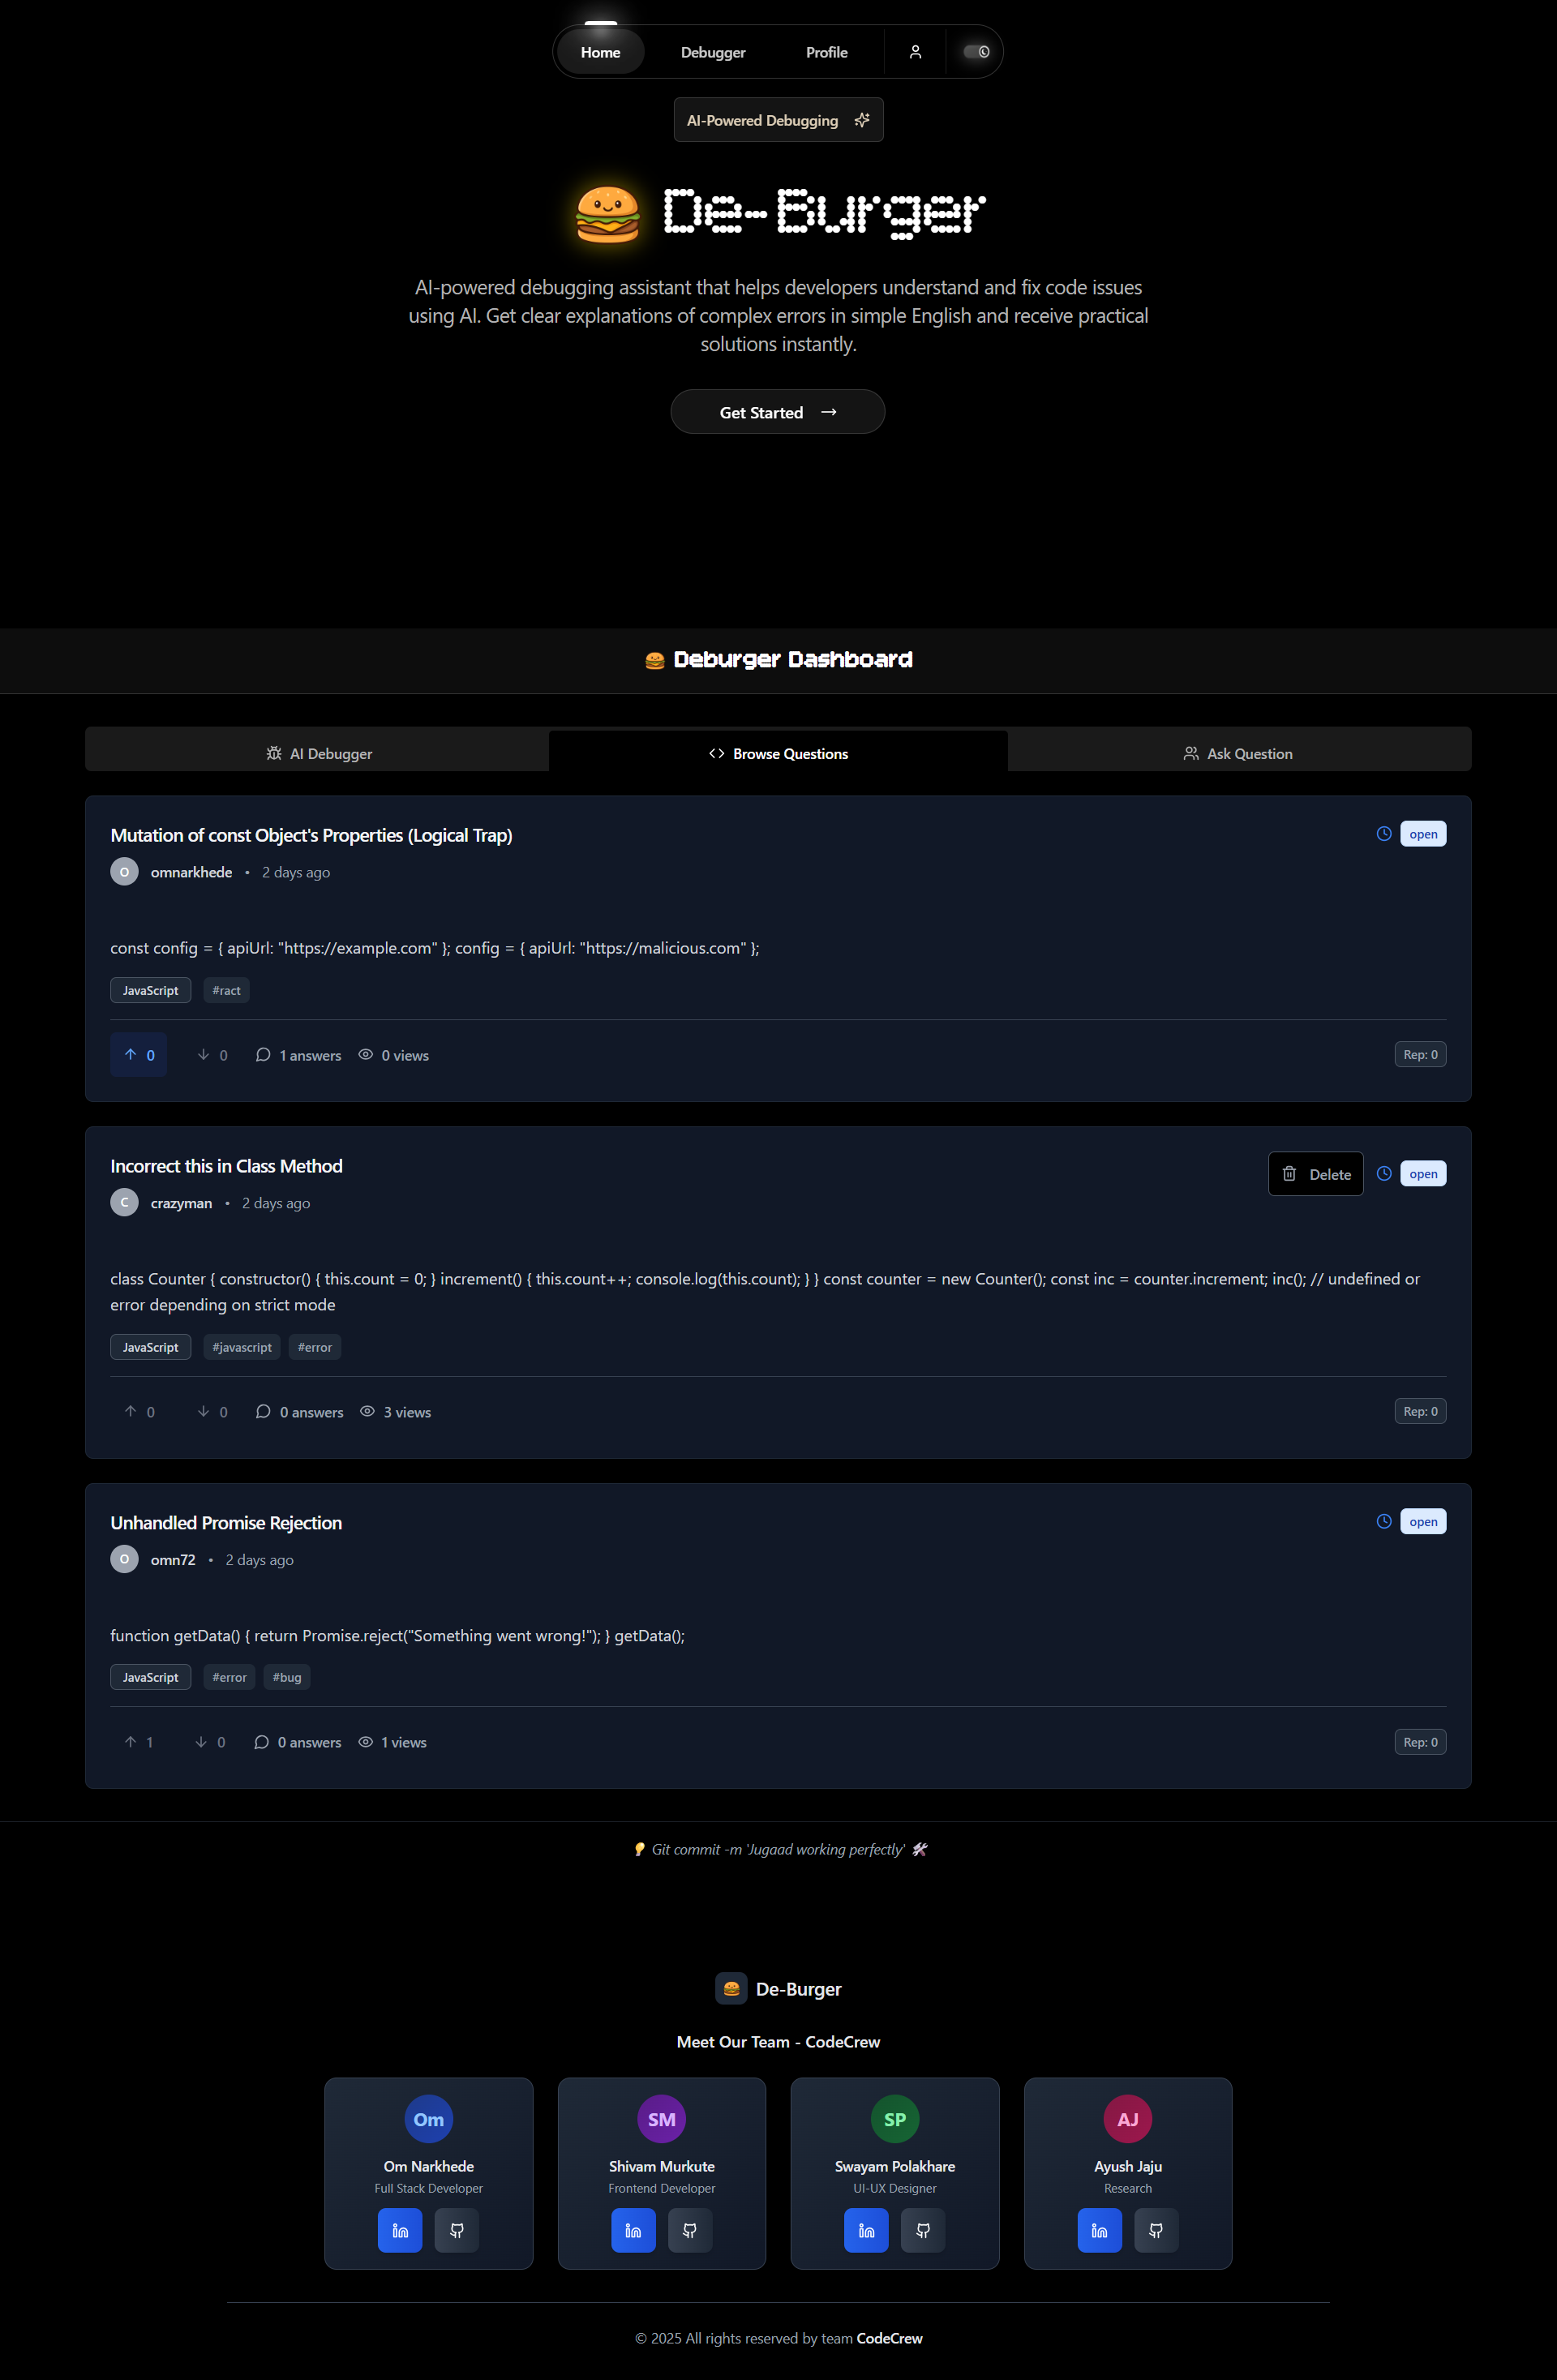 Home Debugger Profile
AI-Powered Debugging
De-Burger
AI-powered debugging assistant that helps developers understand and fix code issues
using AI. Get clear explanations of complex errors in simple English and receive practical
solutions instantly.
Get Started →
Deburger Dashboard
AI Debugger Browse Questions Ask Question
Mutation of const Object's Properties (Logical Trap) open
O omnarkhede • 2 days ago
const config = { apiUrl: "https://example.com" }; config = { apiUrl: "https://malicious.com" };
JavaScript #ract
0 0 1 answers 0 views Rep: 0
Incorrect this in Class Method Delete open
C crazyman • 2 days ago
class Counter { constructor() { this.count = 0; } increment() { this.count++; console.log(this.count); } } const counter = new Counter(); const inc = counter.increment; inc(); // undefined or
error depending on strict mode
JavaScript #javascript #error
0 0 0 answers 3 views Rep: 0
Unhandled Promise Rejection open
O omn72 • 2 days ago
function getData() { return Promise.reject("Something went wrong!"); } getData();
JavaScript #error #bug
1 0 0 answers 1 views Rep: 0
Git commit -m 'Jugaad working perfectly'
De-Burger
Meet Our Team - CodeCrew
Om SM SP AJ
Om Narkhede Shivam Murkute Swayam Polakhare Ayush Jaju
Full Stack Developer Frontend Developer UI-UX Designer Research
in in in in
© 2025 All rights reserved by team CodeCrew